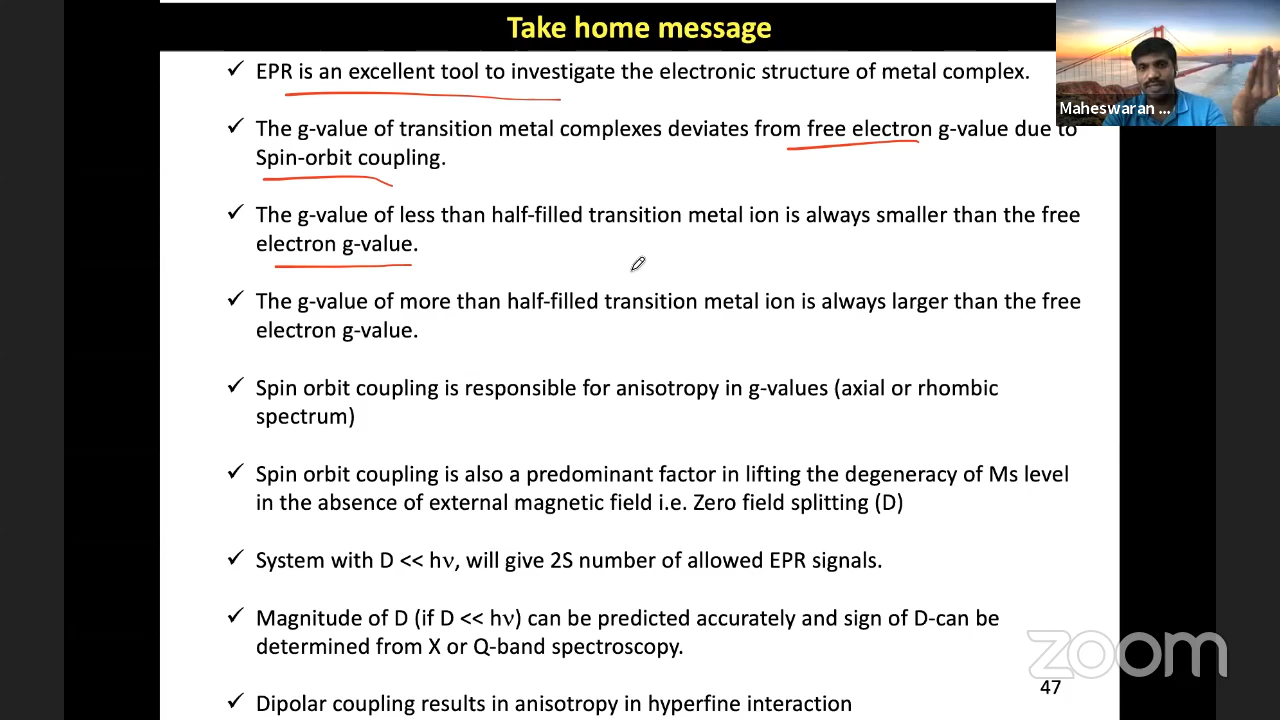 Take home message
✓ EPR is an excellent tool to investigate the electronic structure of metal complex.
Maheswaran ...
✓ The g-value of transition metal complexes deviates from free electron g-value due to
Spin-orbit coupling.
✓ The g-value of less than half-filled transition metal ion is always smaller than the free
electron g-value.
✓ The g-value of more than half-filled transition metal ion is always larger than the free
electron g-value.
✓ Spin orbit coupling is responsible for anisotropy in g-values (axial or rhombic
spectrum)
✓ Spin orbit coupling is also a predominant factor in lifting the degeneracy of Ms level
in the absence of external magnetic field i.e. Zero field splitting (D)
✓ System with D << hν, will give 2S number of allowed EPR signals.
✓ Magnitude of D (if D << hν) can be predicted accurately and sign of D-can be
determined from X or Q-band spectroscopy.
zoom
47
✓ Dipolar coupling results in anisotropy in hyperfine interaction